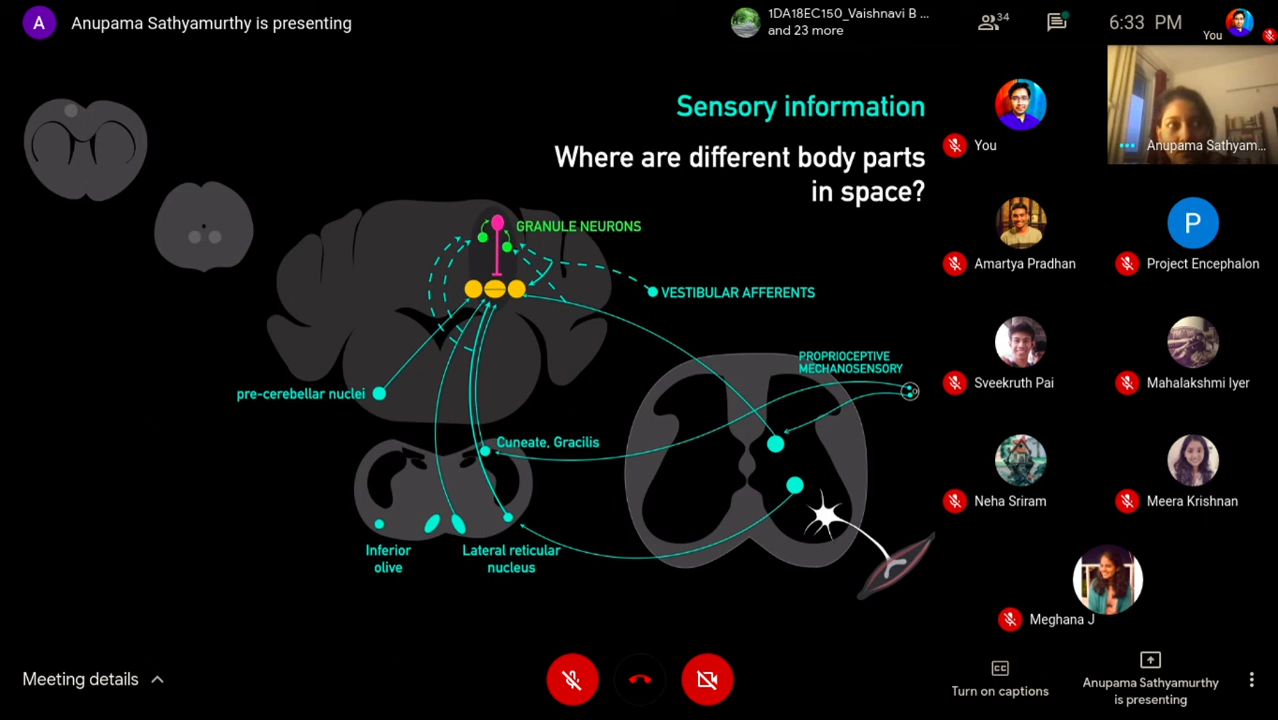 A
Anupama Sathyamurthy is presenting
1DA18EC150_Vaishnavi B ...
and 23 more
34
6:33 PM
You
Sensory information
Where are different body parts
in space?
GRANULE NEURONS
VESTIBULAR AFFERENTS
PROPRIOCEPTIVE
MECHANOSENSORY
pre-cerebellar nuclei
Cuneate, Gracilis
Inferior
olive
Lateral reticular
nucleus
You
Anupama Sathyam...
Amartya Pradhan
P
Project Encephalon
Sveekruth Pai
Mahalakshmi Iyer
Neha Sriram
Meera Krishnan
Meghana J
Meeting details
CC
Turn on captions
Anupama Sathyamurthy
is presenting